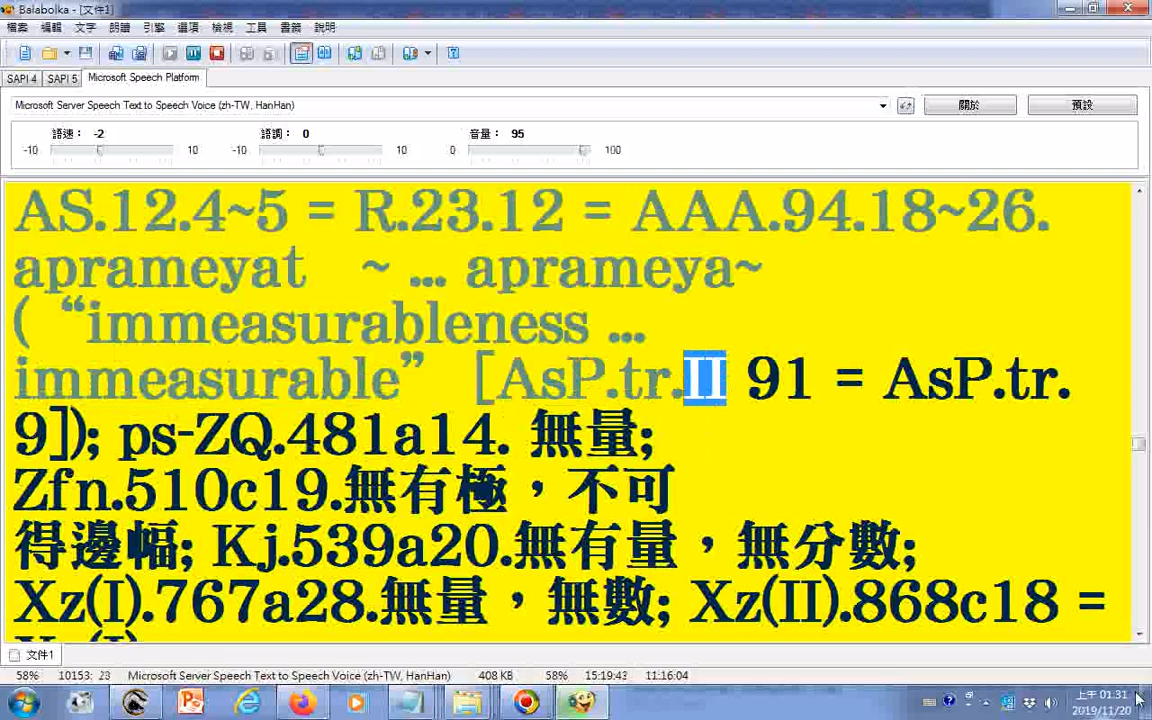 Balabolka - [文件1]
檔案 編輯 文字 朗讀 引擎 選項 檢視 工具 書籤 說明
SAPI 4 SAPI 5 Microsoft Speech Platform
Microsoft Server Speech Text to Speech Voice (zh-TW, HanHan) 關於 預設
語速： -2 語調： 0 音量： 95
-10 10 -10 10 0 100
AS.12.4~5 = R.23.12 = AAA.94.18~26.
aprameyat ~ ... aprameya~
( “immeasurableness ...
immeasurable” [AsP.tr.II 91 = AsP.tr.
9]); ps-ZQ.481a14. 無量;
Zfn.510c19.無有極，不可
得邊幅; Kj.539a20.無有量，無分數;
Xz(I).767a28.無量，無數; Xz(II).868c18 =
文件1
58% 10153: 23 Microsoft Server Speech Text to Speech Voice (zh-TW, HanHan) 408 KB 58% 15:19:43 11:16:04
上午 01:31
2019/11/20